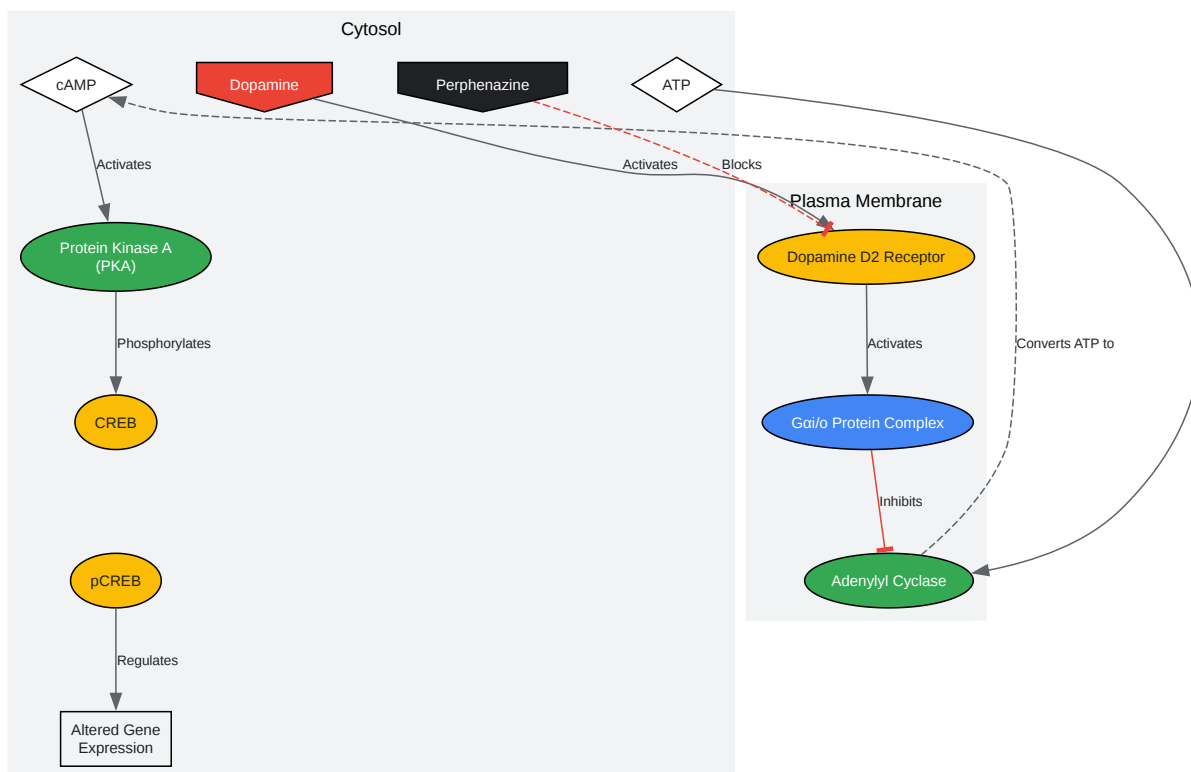 Cytosol
cAMP
Dopamine
Perphenazine
ATP
Activates
Activates
Blocks
Plasma Membrane
Protein Kinase A
(PKA)
Dopamine D2 Receptor
Phosphorylates
Activates
Converts ATP to
CREB
Gαi/o Protein Complex
Inhibits
pCREB
Adenylyl Cyclase
Regulates
Altered Gene
Expression